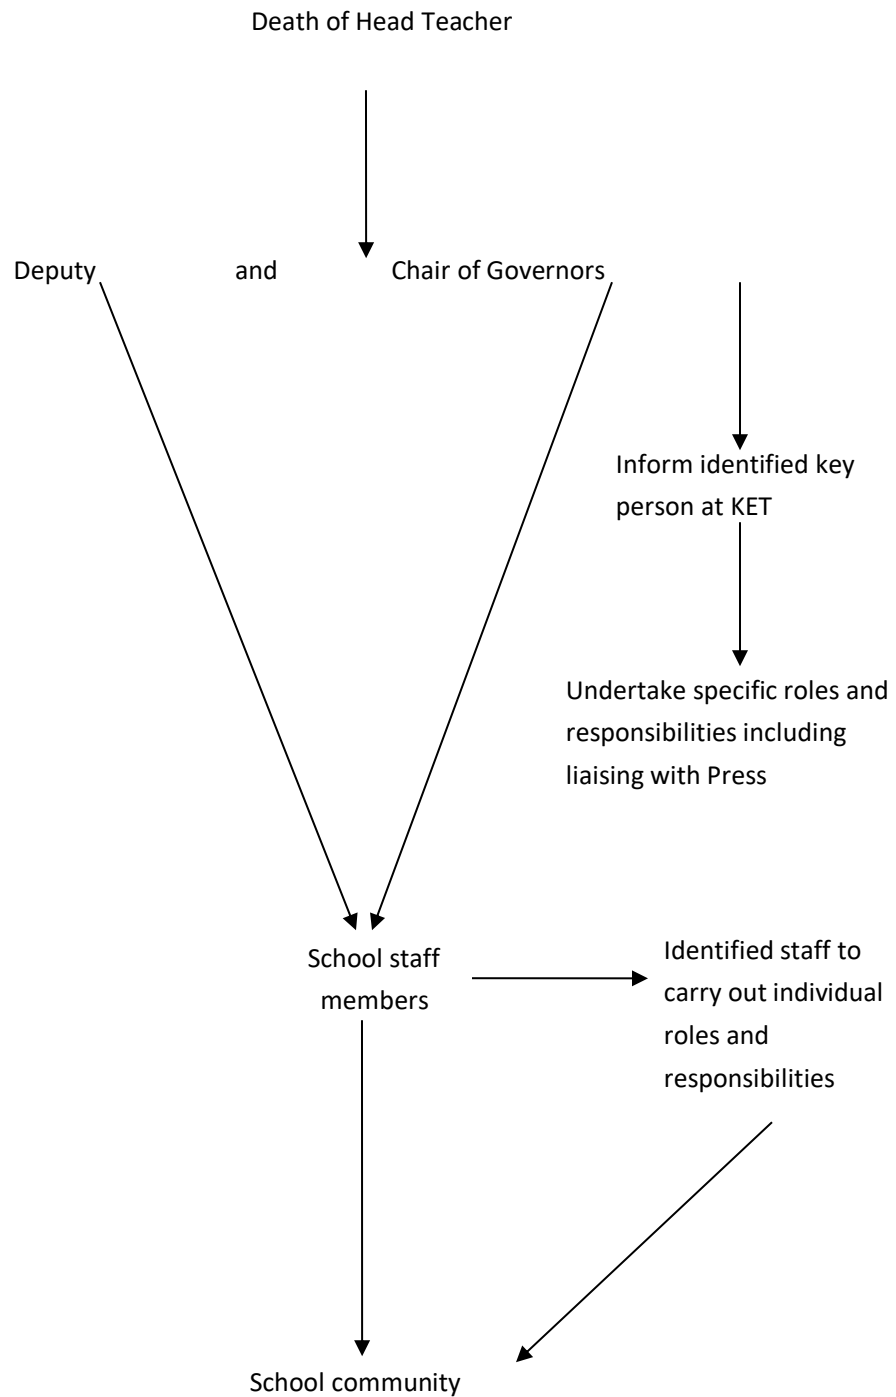 Death of Head Teacher
Deputy and Chair of Governors
Inform identified key
person at KET
Undertake specific roles and
responsibilities including
liaising with Press
School staff
members
Identified staff to
carry out individual
roles and
responsibilities
School community